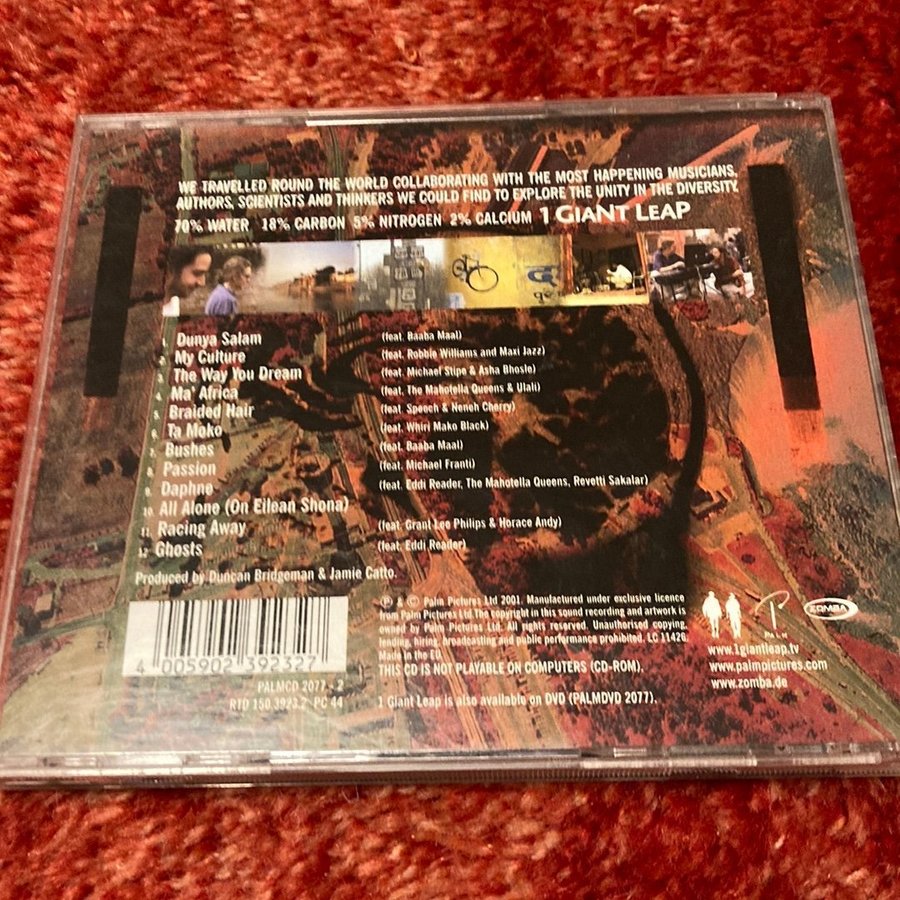 WE TRAVELLED ROUND THE WORLD COLLABORATING WITH THE MOST HAPPENING MUSICIANS,
AUTHORS, SCIENTISTS AND THINKERS WE COULD FIND TO EXPLORE THE UNITY IN THE DIVERSITY.
70% WATER 18% CARBON 5% NITROGEN 2% CALCIUM 1 GIANT LEAP
1. Dunya Salam (feat. Baaba Maal)
2. My Culture (feat. Robbie Williams and Maxi Jazz)
3. The Way You Dream (feat. Michael Stipe & Asha Bhosle)
4. Ma' Africa (feat. The Mahotella Queens & Ulali)
5. Braided Hair (feat. Speech & Neneh Cherry)
6. Ta Moko (feat. Whiri Mako Black)
7. Bushes (feat. Baaba Maal)
8. Passion (feat. Michael Franti)
9. Daphne (feat. Eddi Reader, The Mahotella Queens, Revetti Sakalar)
10. All Alone (On Eilean Shona)
11. Racing Away (feat. Grant Lee Philips & Horace Andy)
12. Ghosts (feat. Eddi Reader)
Produced by Duncan Bridgeman & Jamie Catto.
4 005902 392327
PALMCD 2077 - 2
RTD 150.3923.2 PC 44
℗ & © Palm Pictures Ltd 2001. Manufactured under exclusive licence
from Palm Pictures Ltd.The copyright in this sound recording and artwork is
owned by Palm Pictures Ltd. All rights reserved. Unauthorised copying,
lending, hiring, broadcasting and public performance prohibited. LC 11426.
Made in the EU.
THIS CD IS NOT PLAYABLE ON COMPUTERS (CD-ROM).
1 Giant Leap is also available on DVD (PALMDVD 2077).
PALM
ZOMBA
www.1giantleap.tv
www.palmpictures.com
www.zomba.de